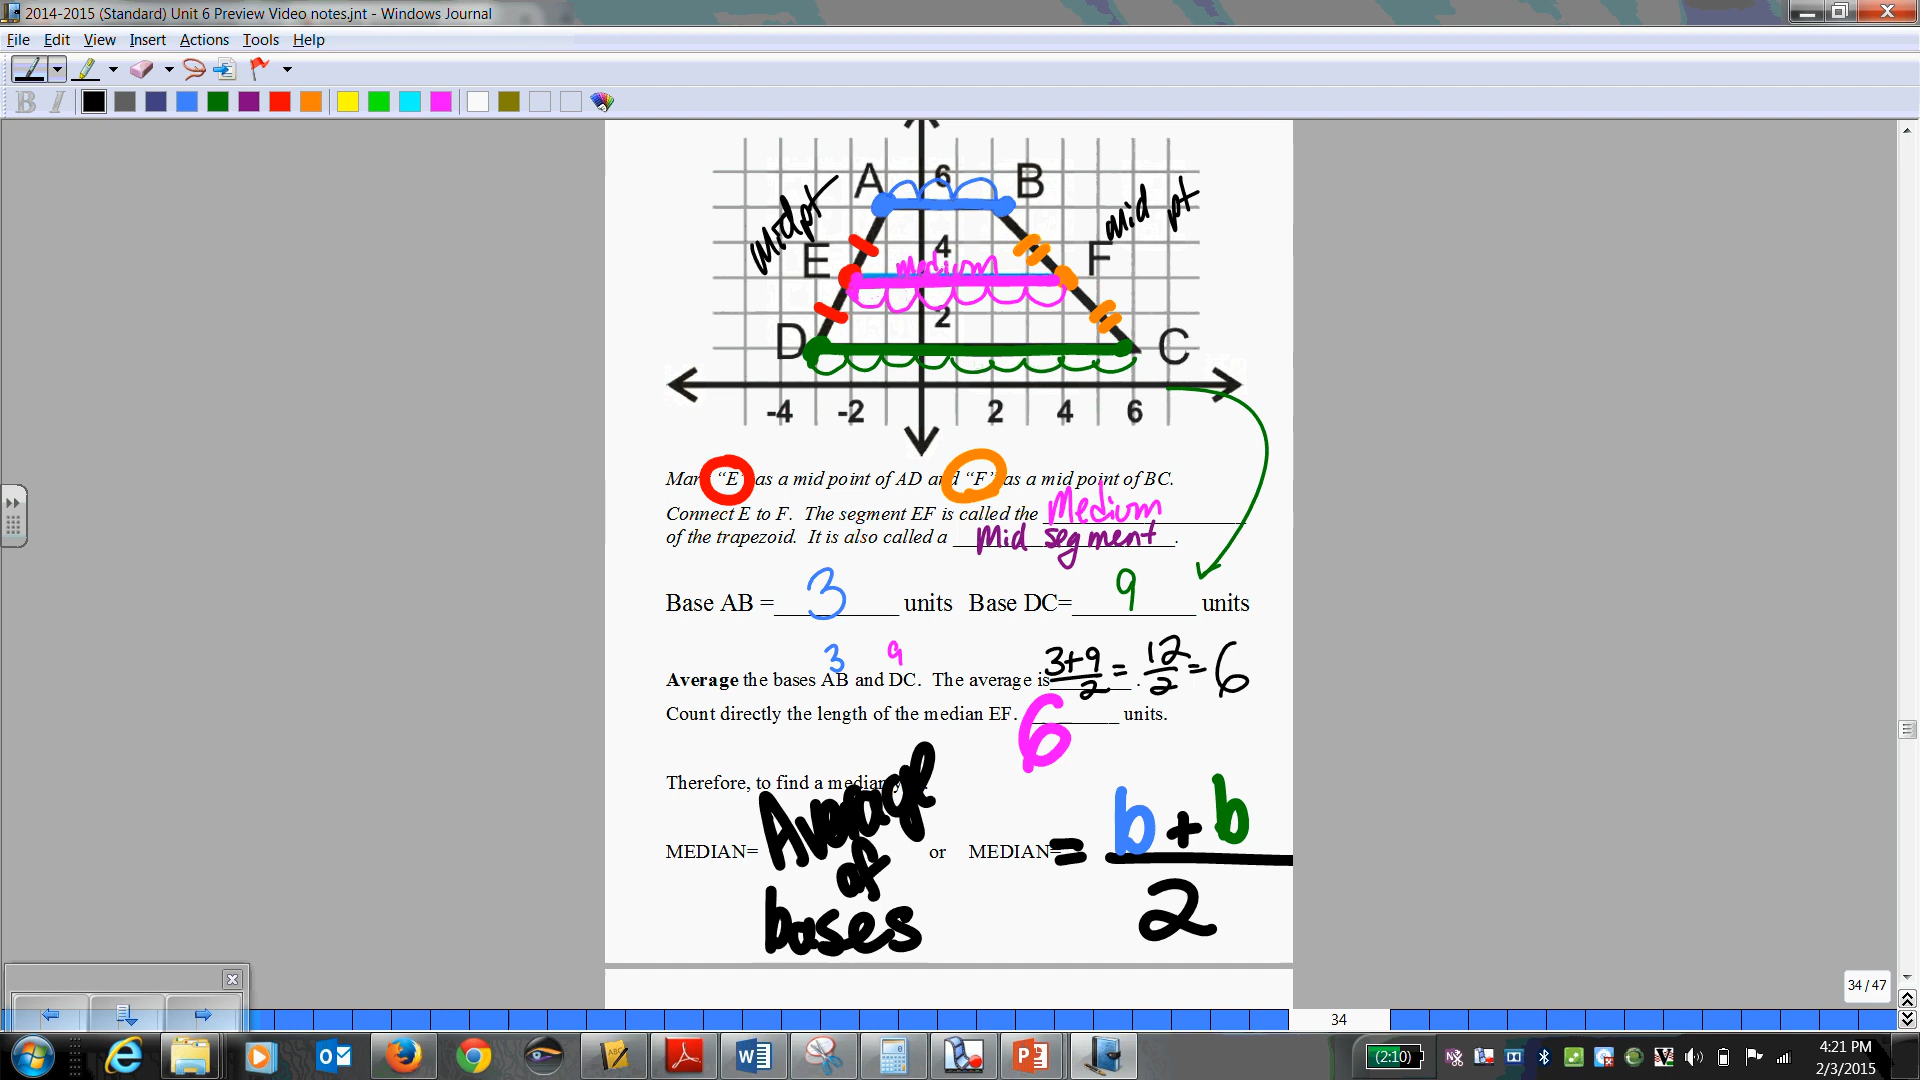 2014-2015 (Standard) Unit 6 Preview Video notes.jnt - Windows Journal
File Edit View Insert Actions Tools Help
B I
A 6 B
Midpt mid pt
E 4 F
medium
2
D C
-4 -2 2 4 6
Mark "E" as a mid point of AD and "F" as a mid point of BC.
Connect E to F. The segment EF is called the Medium
of the trapezoid. It is also called a Mid segment.
Base AB = 3 units Base DC= 9 units
3 9
Average the bases AB and DC. The average is 3+9/2 = 12/2 = 6
Count directly the length of the median EF. 6 units.
Therefore, to find a median
MEDIAN= Average of bases or MEDIAN= = b + b / 2
34 / 47
34
(2:10)
4:21 PM
2/3/2015